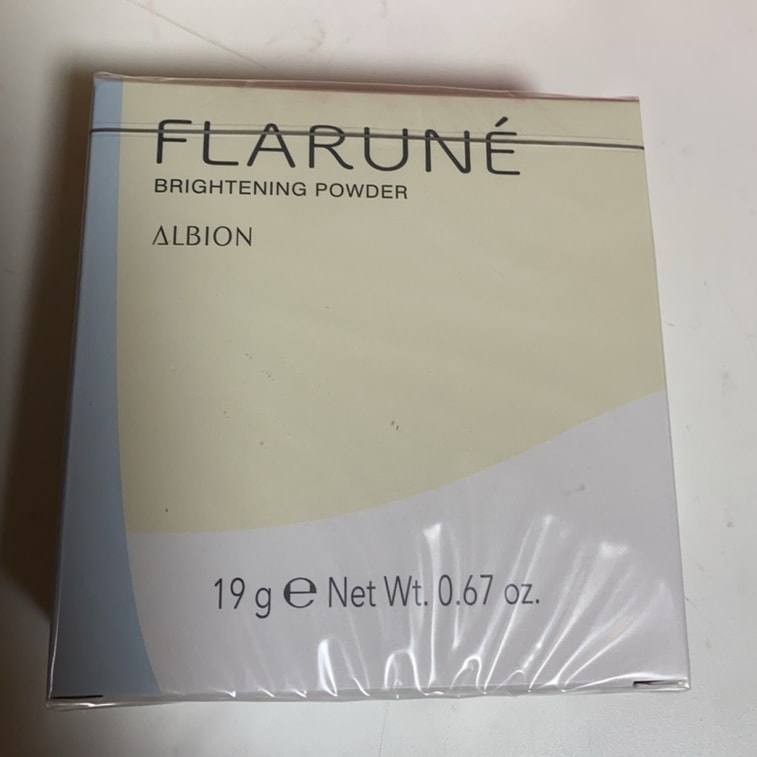 FLARUNÉ
BRIGHTENING POWDER
ALBION
19 g ℮ Net Wt. 0.67 oz.